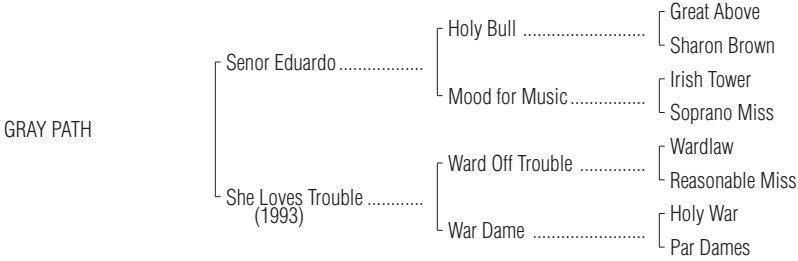 Great Above
Holy Bull ..........................
Sharon Brown
Senor Eduardo ..................
Irish Tower
Mood for Music ................
Soprano Miss
GRAY PATH
Wardlaw
Ward Off Trouble ..............
Reasonable Miss
She Loves Trouble ............
(1993)
Holy War
War Dame ........................
Par Dames